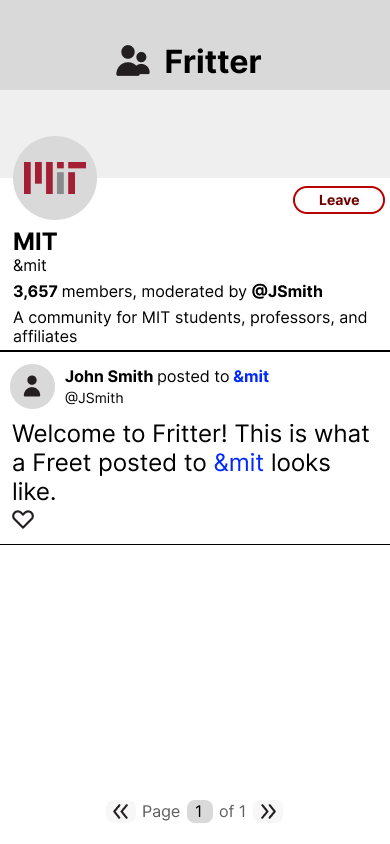 Fritter
MIT
Leave
MIT
&mit
3,657 members, moderated by @JSmith
A community for MIT students, professors, and
affiliates
John Smith posted to &mit
@JSmith
Welcome to Fritter! This is what
a Freet posted to &mit looks
like.
Page 1 of 1